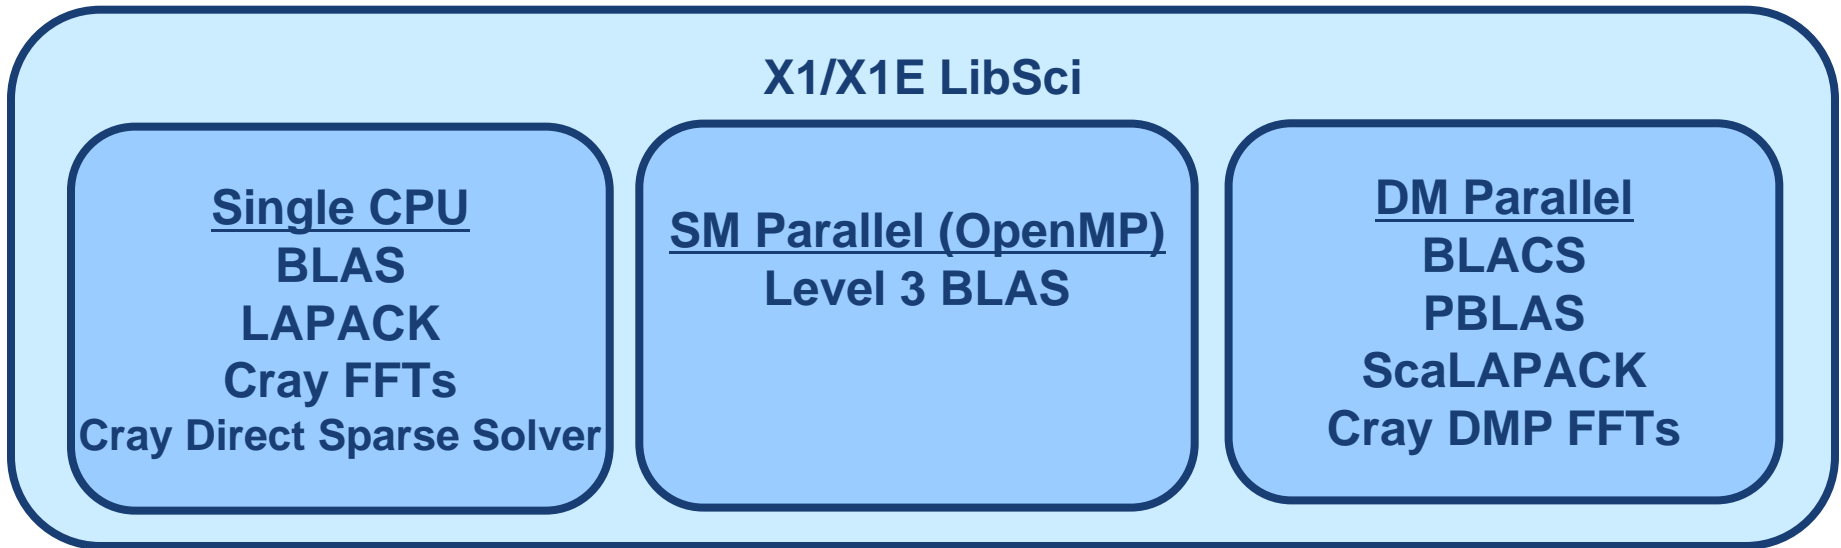 X1/X1E LibSci
Single CPU
BLAS
LAPACK
Cray FFTs
Cray Direct Sparse Solver
SM Parallel (OpenMP)
Level 3 BLAS
DM Parallel
BLACS
PBLAS
ScaLAPACK
Cray DMP FFTs